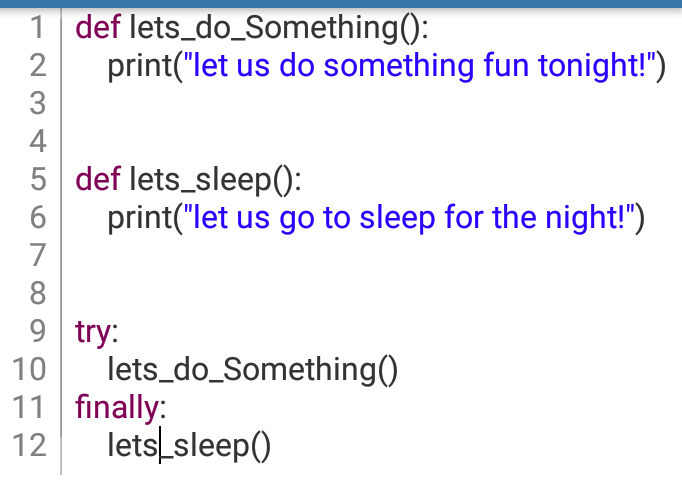 1 def lets_do_Something():
2     print("let us do something fun tonight!")
3
4
5 def lets_sleep():
6     print("let us go to sleep for the night!")
7
8
9 try:
10     lets_do_Something()
11 finally:
12     lets_sleep()